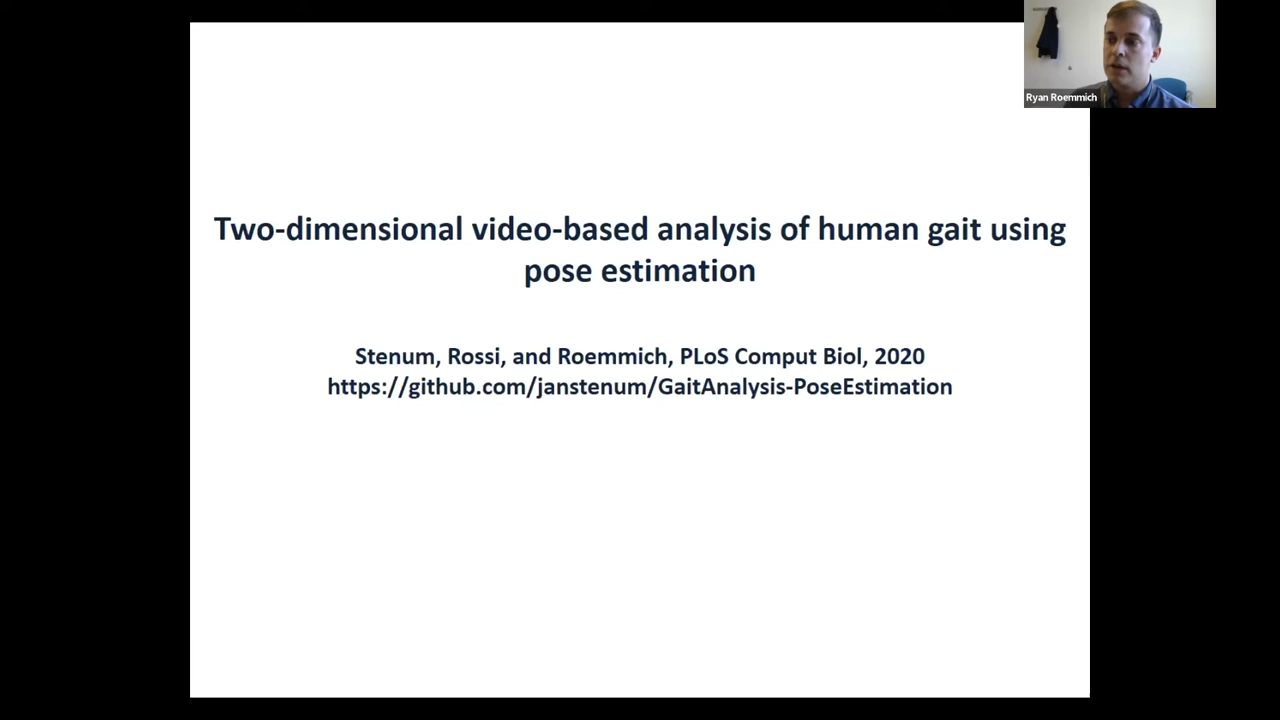 Ryan Roemmich
Two-dimensional video-based analysis of human gait using
pose estimation
Stenum, Rossi, and Roemmich, PLoS Comput Biol, 2020
https://github.com/janstenum/GaitAnalysis-PoseEstimation